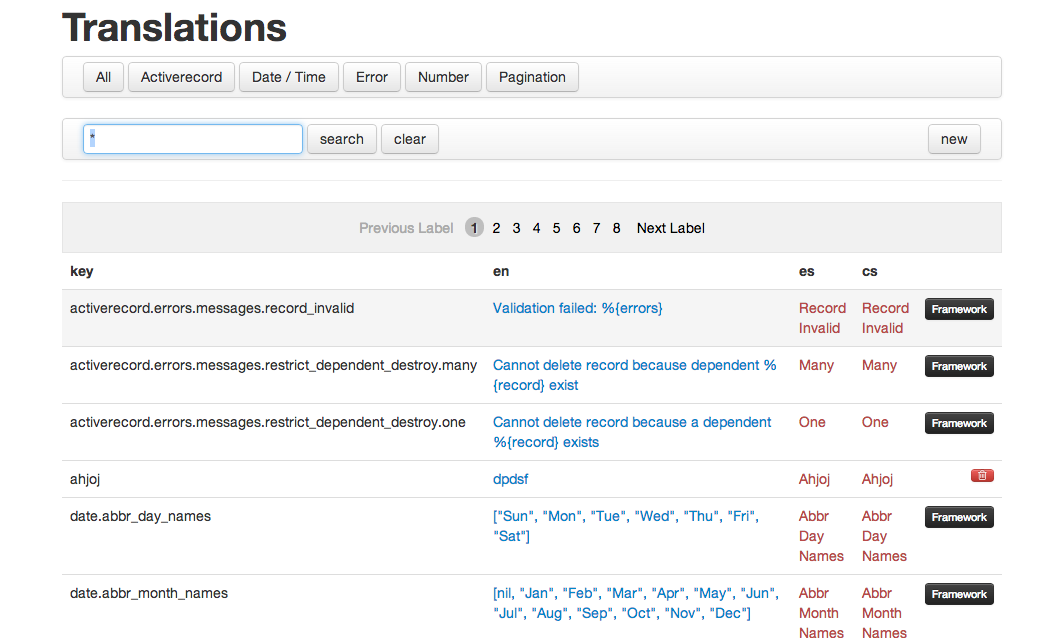 Translations
All Activerecord Date / Time Error Number Pagination
* search clear new
Previous Label 1 2 3 4 5 6 7 8 Next Label
key en es cs
activerecord.errors.messages.record_invalid Validation failed: %{errors} Record Record Framework
Invalid Invalid
activerecord.errors.messages.restrict_dependent_destroy.many Cannot delete record because dependent % Many Many Framework
{record} exist
activerecord.errors.messages.restrict_dependent_destroy.one Cannot delete record because a dependent One One Framework
%{record} exists
ahjoj dpdsf Ahjoj Ahjoj
date.abbr_day_names ["Sun", "Mon", "Tue", "Wed", "Thu", "Fri", Abbr Abbr Framework
"Sat"] Day Day
Names Names
date.abbr_month_names [nil, "Jan", "Feb", "Mar", "Apr", "May", "Jun", Abbr Abbr Framework
"Jul", "Aug", "Sep", "Oct", "Nov", "Dec"] Month Month
Names Names